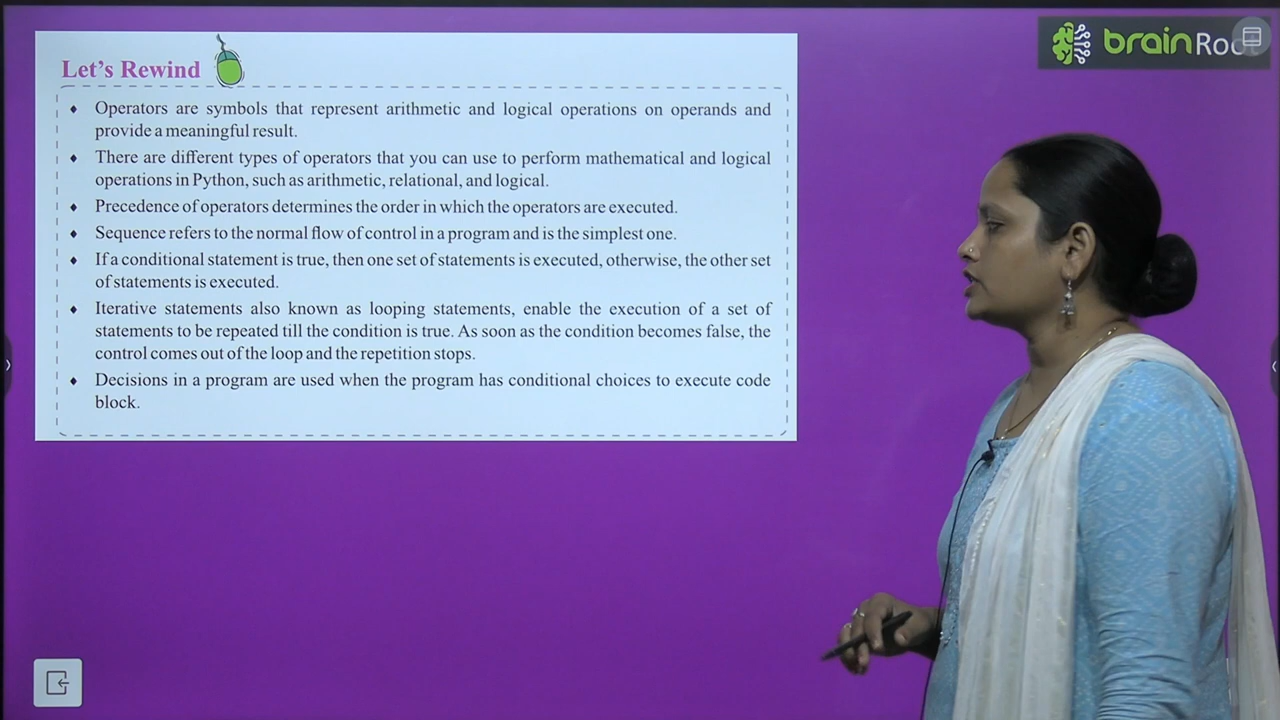 Let's Rewind
♦ Operators are symbols that represent arithmetic and logical operations on operands and
provide a meaningful result.
♦ There are different types of operators that you can use to perform mathematical and logical
operations in Python, such as arithmetic, relational, and logical.
♦ Precedence of operators determines the order in which the operators are executed.
♦ Sequence refers to the normal flow of control in a program and is the simplest one.
♦ If a conditional statement is true, then one set of statements is executed, otherwise, the other set
of statements is executed.
♦ Iterative statements also known as looping statements, enable the execution of a set of
statements to be repeated till the condition is true. As soon as the condition becomes false, the
control comes out of the loop and the repetition stops.
♦ Decisions in a program are used when the program has conditional choices to execute code
block.